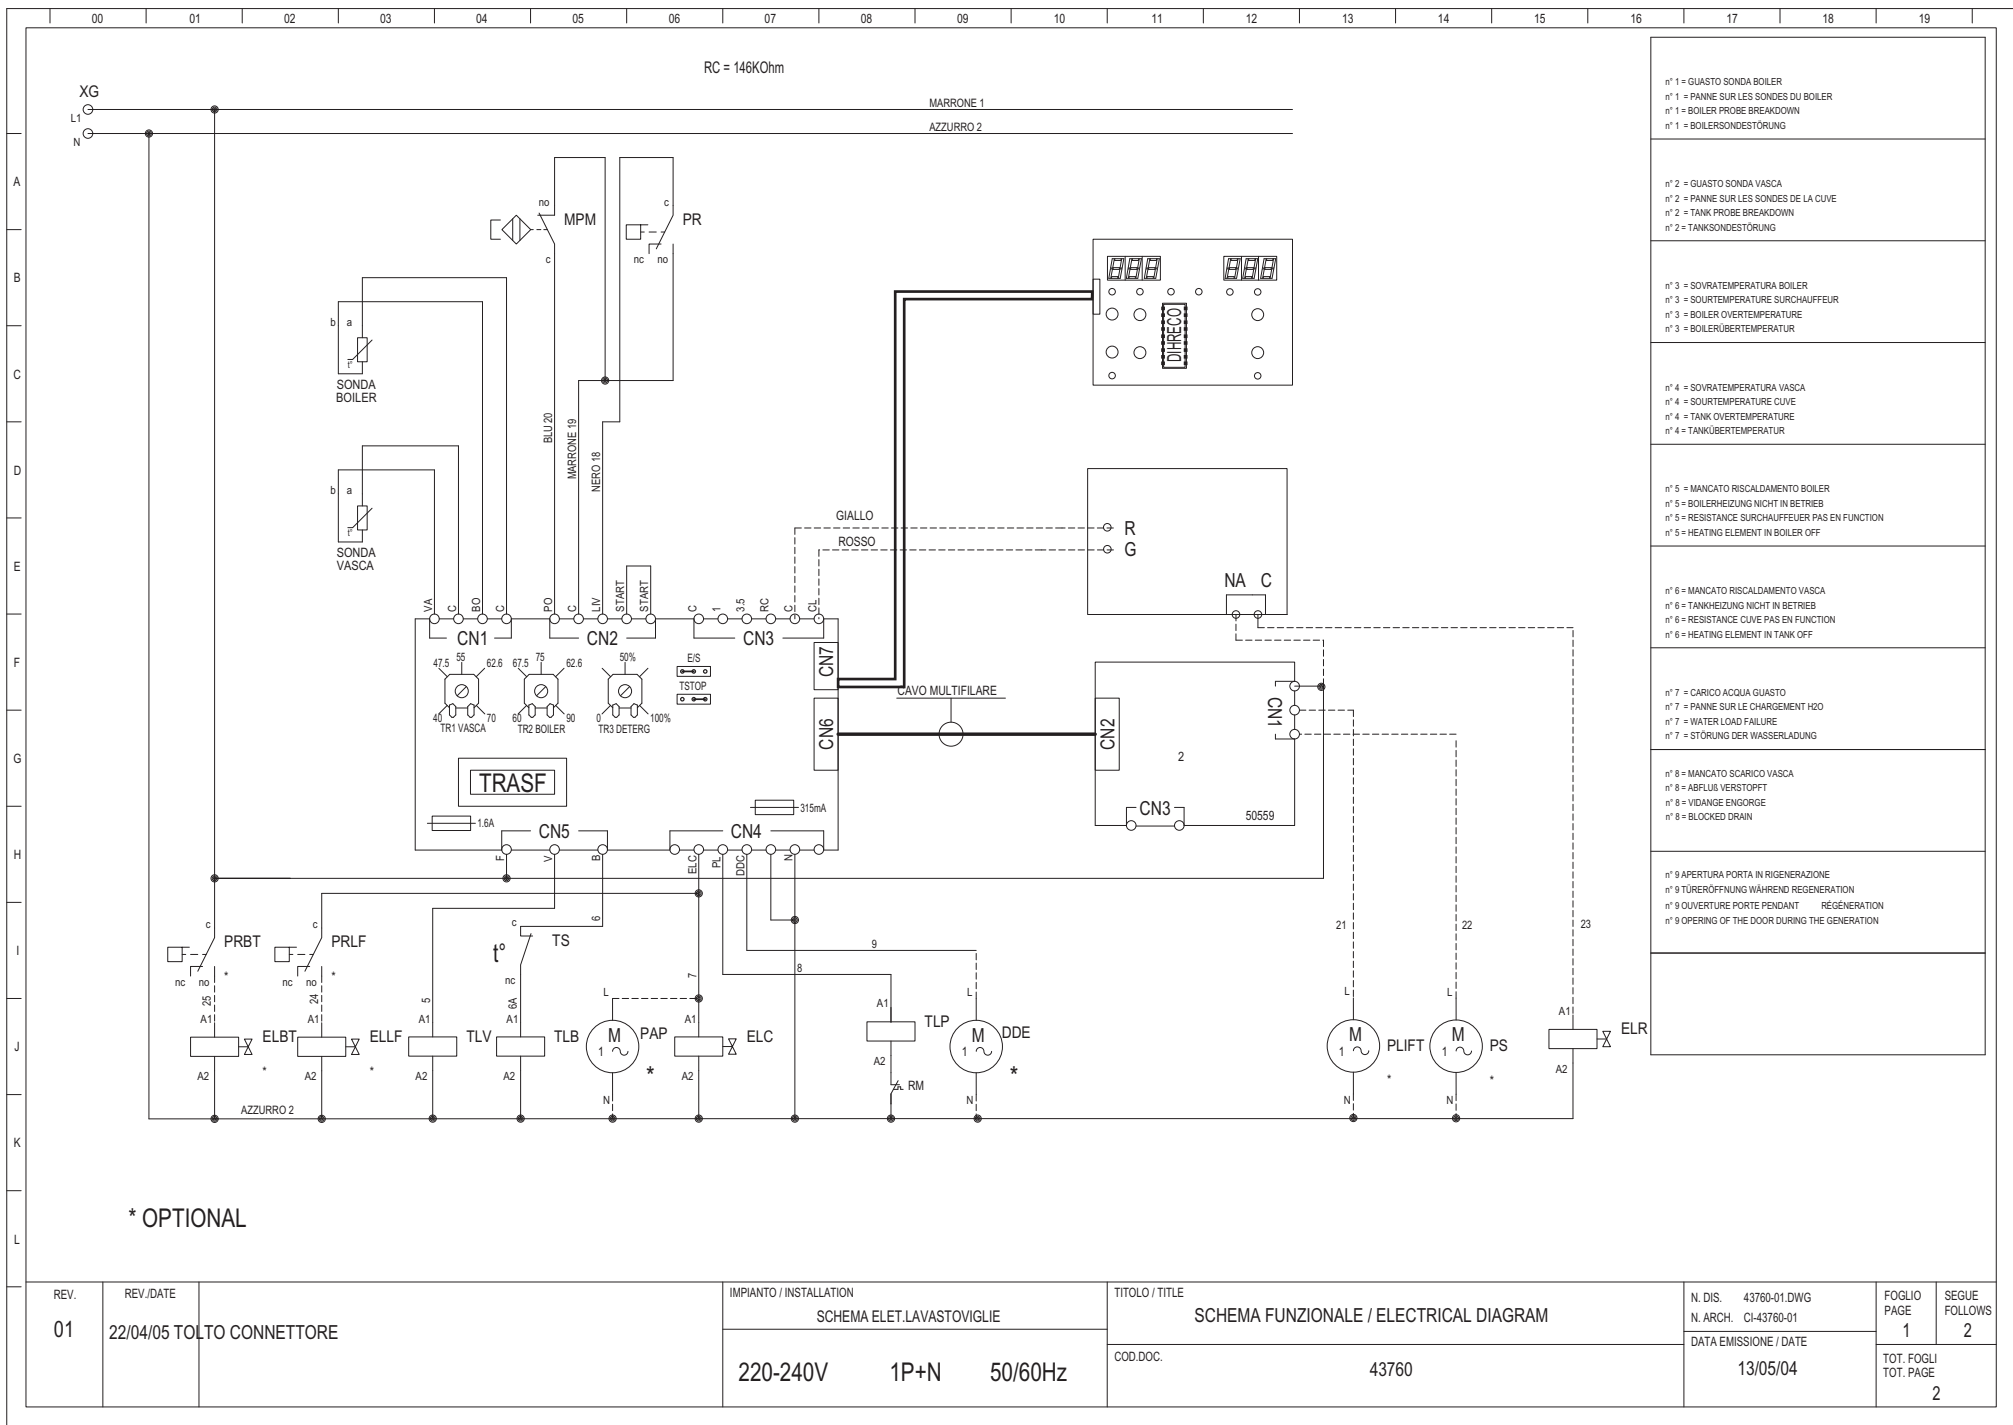 00 01 02 03 04 05 06 07 08 09 10 11 12 13 14 15 16 17 18 19
A
B
C
D
E
F
G
H
I
J
K
L
RC = 146KOhm
XG
L1
N
MARRONE 1
AZZURRO 2
no
MPM
c
c
PR
nc no
b a
t°
SONDA
BOILER
b a
t°
SONDA
VASCA
BLU 20
MARRONE 19
NERO 18
DIHRECO
GIALLO
ROSSO
R
G
NA C
VA
C
BO
C
PO
C
LIV
START
START
C
1
3.5
RC
C
CL
CN1
CN2
CN3
CN7
CN6
47.5 55 62.6
40 70
TR1 VASCA
67.5 75 62.6
60 90
TR2 BOILER
50%
0 100%
TR3 DETERG
E/S
TSTOP
TRASF
1.6A
315mA
CN5
CN4
CAVO MULTIFILARE
CN2
CN1
2
CN3
50559
F
V
B
ELC
PL
DDC
N
c
PRBT
nc no *
25
A1
ELBT
*
A2
c
PRLF
nc no *
24
A1
ELLF
*
A2
5
A1
TLV
A2
6
c
t°
TS
nc
6A
A1
TLB
A2
L
M
1
PAP
*
N
7
A1
ELC
A2
8
A1
TLP
A2
RM
9
L
M
1
DDE
*
N
21
L
M
1
PLIFT
*
N
22
L
M
1
PS
*
N
23
A1
ELR
A2
AZZURRO 2
* OPTIONAL
n° 1 = GUASTO SONDA BOILER
n° 1 = PANNE SUR LES SONDES DU BOILER
n° 1 = BOILER PROBE BREAKDOWN
n° 1 = BOILERSONDESTÖRUNG
n° 2 = GUASTO SONDA VASCA
n° 2 = PANNE SUR LES SONDES DE LA CUVE
n° 2 = TANK PROBE BREAKDOWN
n° 2 = TANKSONDESTÖRUNG
n° 3 = SOVRATEMPERATURA BOILER
n° 3 = SOURTEMPERATURE SURCHAUFFEUR
n° 3 = BOILER OVERTEMPERATURE
n° 3 = BOILERÜBERTEMPERATUR
n° 4 = SOVRATEMPERATURA VASCA
n° 4 = SOURTEMPERATURE CUVE
n° 4 = TANK OVERTEMPERATURE
n° 4 = TANKÜBERTEMPERATUR
n° 5 = MANCATO RISCALDAMENTO BOILER
n° 5 = BOILERHEIZUNG NICHT IN BETRIEB
n° 5 = RESISTANCE SURCHAUFFEUER PAS EN FUNCTION
n° 5 = HEATING ELEMENT IN BOILER OFF
n° 6 = MANCATO RISCALDAMENTO VASCA
n° 6 = TANKHEIZUNG NICHT IN BETRIEB
n° 6 = RESISTANCE CUVE PAS EN FUNCTION
n° 6 = HEATING ELEMENT IN TANK OFF
n° 7 = CARICO ACQUA GUASTO
n° 7 = PANNE SUR LE CHARGEMENT H2O
n° 7 = WATER LOAD FAILURE
n° 7 = STÖRUNG DER WASSERLADUNG
n° 8 = MANCATO SCARICO VASCA
n° 8 = ABFLUß VERSTOPFT
n° 8 = VIDANGE ENGORGE
n° 8 = BLOCKED DRAIN
n° 9 APERTURA PORTA IN RIGENERAZIONE
n° 9 TÜRERÖFFNUNG WÄHREND REGENERATION
n° 9 OUVERTURE PORTE PENDANT RÉGÉNERATION
n° 9 OPERING OF THE DOOR DURING THE GENERATION
REV.
01
REV./DATE
22/04/05 TOLTO CONNETTORE
IMPIANTO / INSTALLATION
SCHEMA ELET.LAVASTOVIGLIE
220-240V 1P+N 50/60Hz
TITOLO / TITLE
SCHEMA FUNZIONALE / ELECTRICAL DIAGRAM
COD.DOC.
43760
N. DIS. 43760-01.DWG
N. ARCH. CI-43760-01
DATA EMISSIONE / DATE
13/05/04
FOGLIO
PAGE
1
SEGUE
FOLLOWS
2
TOT. FOGLI
TOT. PAGE
2